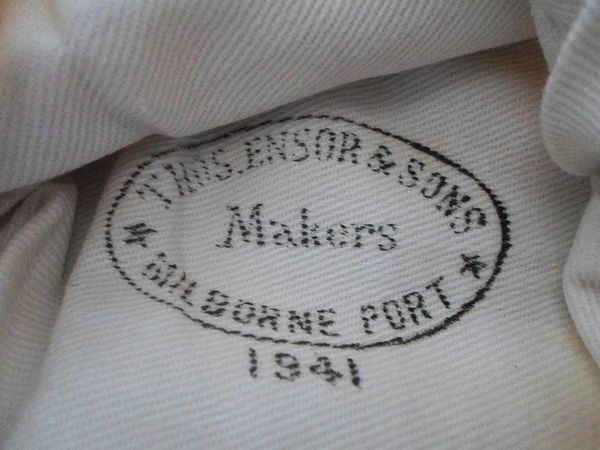 THOS. ENSOR & SONS
Makers
MILBORNE PORT
1941